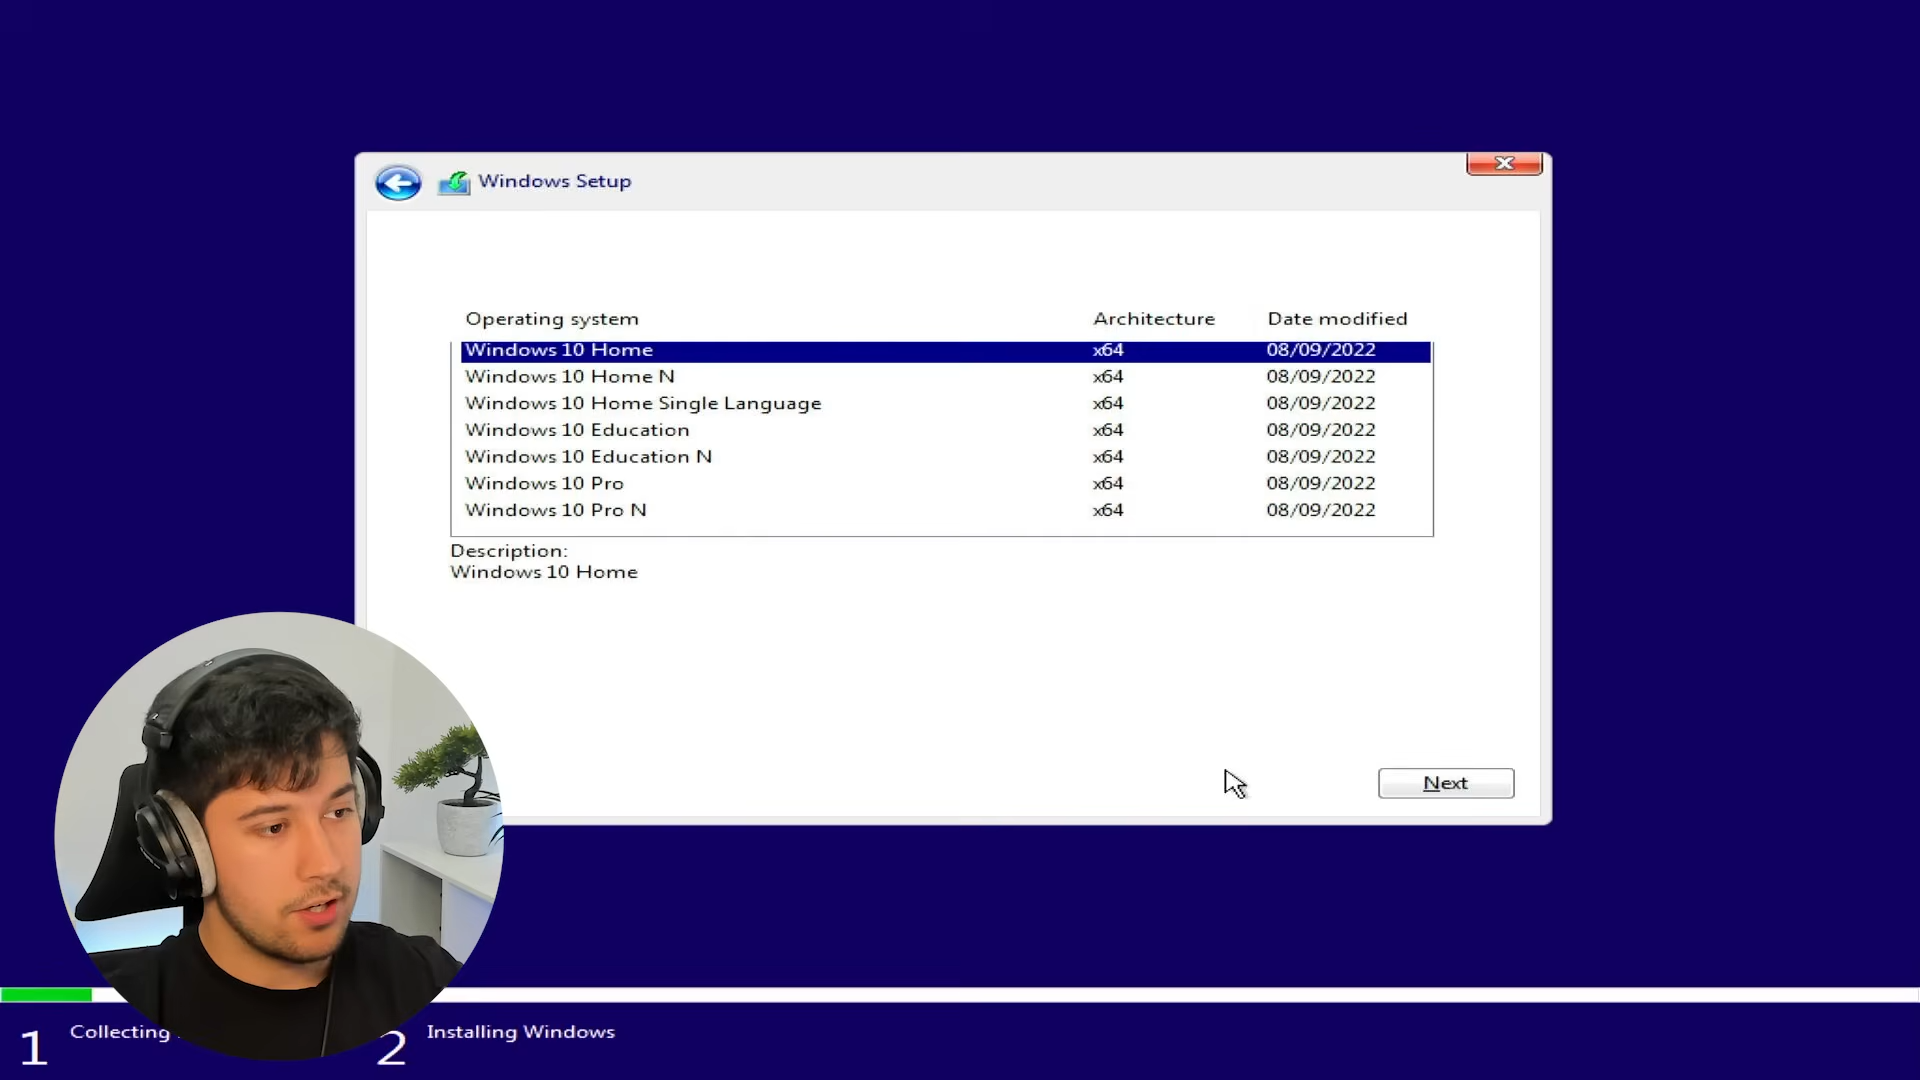 Windows Setup
Operating system Architecture Date modified
Windows 10 Home x64 08/09/2022
Windows 10 Home N x64 08/09/2022
Windows 10 Home Single Language x64 08/09/2022
Windows 10 Education x64 08/09/2022
Windows 10 Education N x64 08/09/2022
Windows 10 Pro x64 08/09/2022
Windows 10 Pro N x64 08/09/2022
Description:
Windows 10 Home
Next
1 Collecting
2 Installing Windows